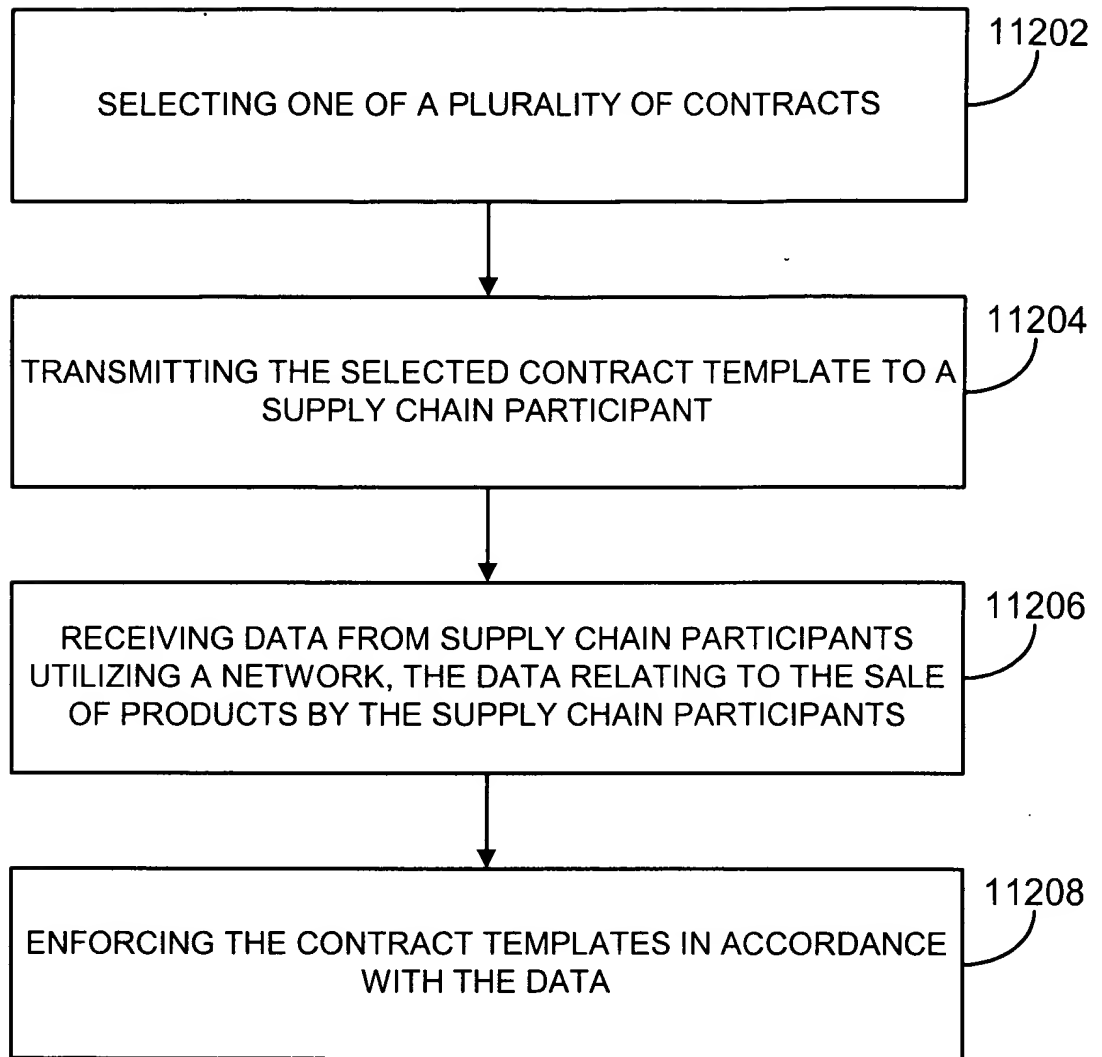 11202
SELECTING ONE OF A PLURALITY OF CONTRACTS
11204
TRANSMITTING THE SELECTED CONTRACT TEMPLATE TO A
SUPPLY CHAIN PARTICIPANT
11206
RECEIVING DATA FROM SUPPLY CHAIN PARTICIPANTS
UTILIZING A NETWORK, THE DATA RELATING TO THE SALE
OF PRODUCTS BY THE SUPPLY CHAIN PARTICIPANTS
11208
ENFORCING THE CONTRACT TEMPLATES IN ACCORDANCE
WITH THE DATA